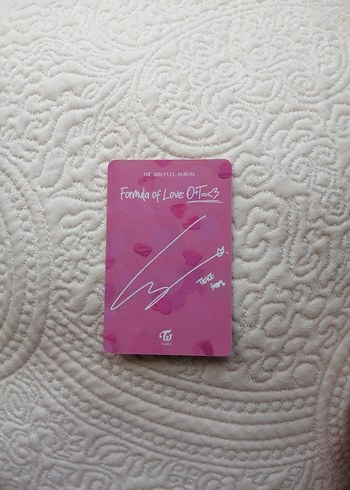 THE 3RD FULL ALBUM
Formula of Love O+T=<3
TWICE
TWICE